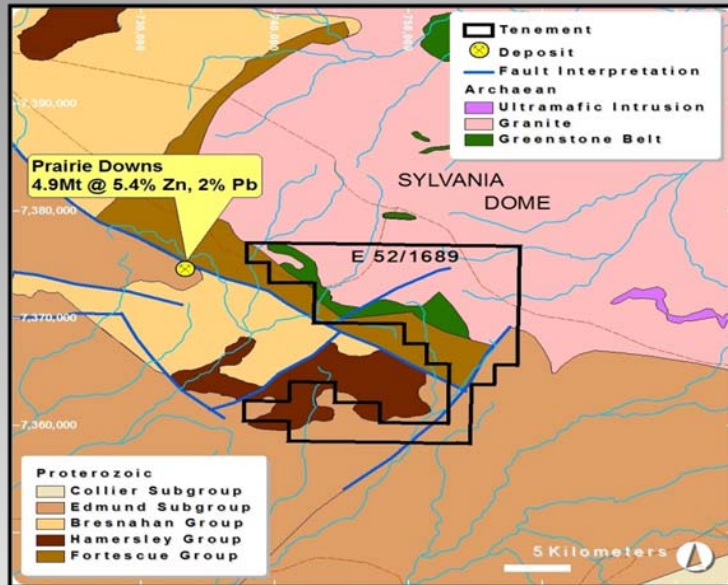 Tenement
Deposit
Fault Interpretation
Archaean
Ultramafic Intrusion
Granite
Greenstone Belt
7,390,000
Prairie Downs
4.9Mt @ 5.4% Zn, 2% Pb
SYLVANIA
DOME
7,380,000
E 52/1689
7,370,000
7,360,000
Proterozoic
Collier Subgroup
Edmund Subgroup
Bresnahan Group
Hamersley Group
Fortescue Group
5 Kilometers